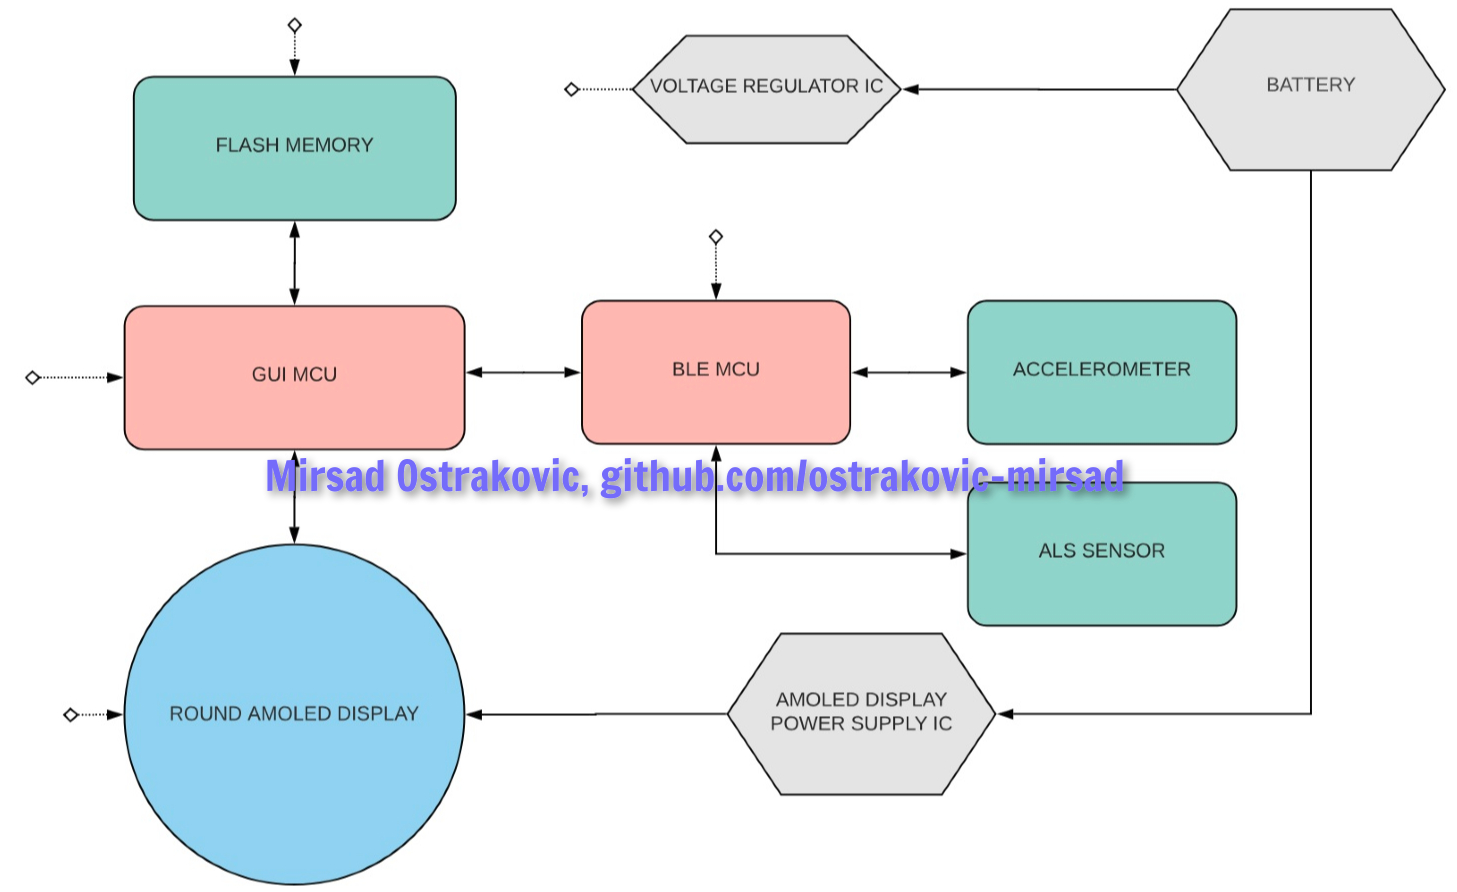 VOLTAGE REGULATOR IC
BATTERY
FLASH MEMORY
GUI MCU
BLE MCU
ACCELEROMETER
Mirsad Ostrakovic, github.com/ostrakovic-mirsad
ALS SENSOR
ROUND AMOLED DISPLAY
AMOLED DISPLAY
POWER SUPPLY IC